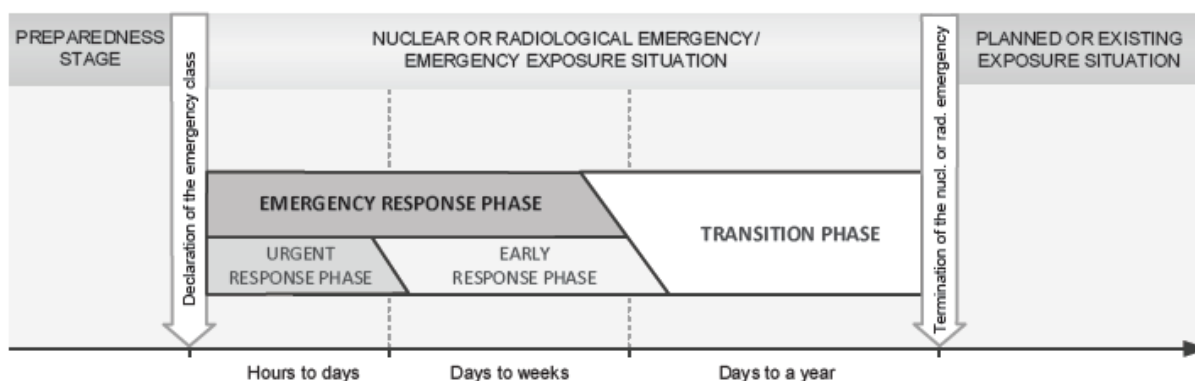 PREPAREDNESS
STAGE
Declaration of the emergency class
NUCLEAR OR RADIOLOGICAL EMERGENCY/
EMERGENCY EXPOSURE SITUATION
Termination of the nucl. or rad. emergency
PLANNED OR EXISTING
EXPOSURE SITUATION
EMERGENCY RESPONSE PHASE
URGENT
RESPONSE PHASE
EARLY
RESPONSE PHASE
TRANSITION PHASE
Hours to days
Days to weeks
Days to a year